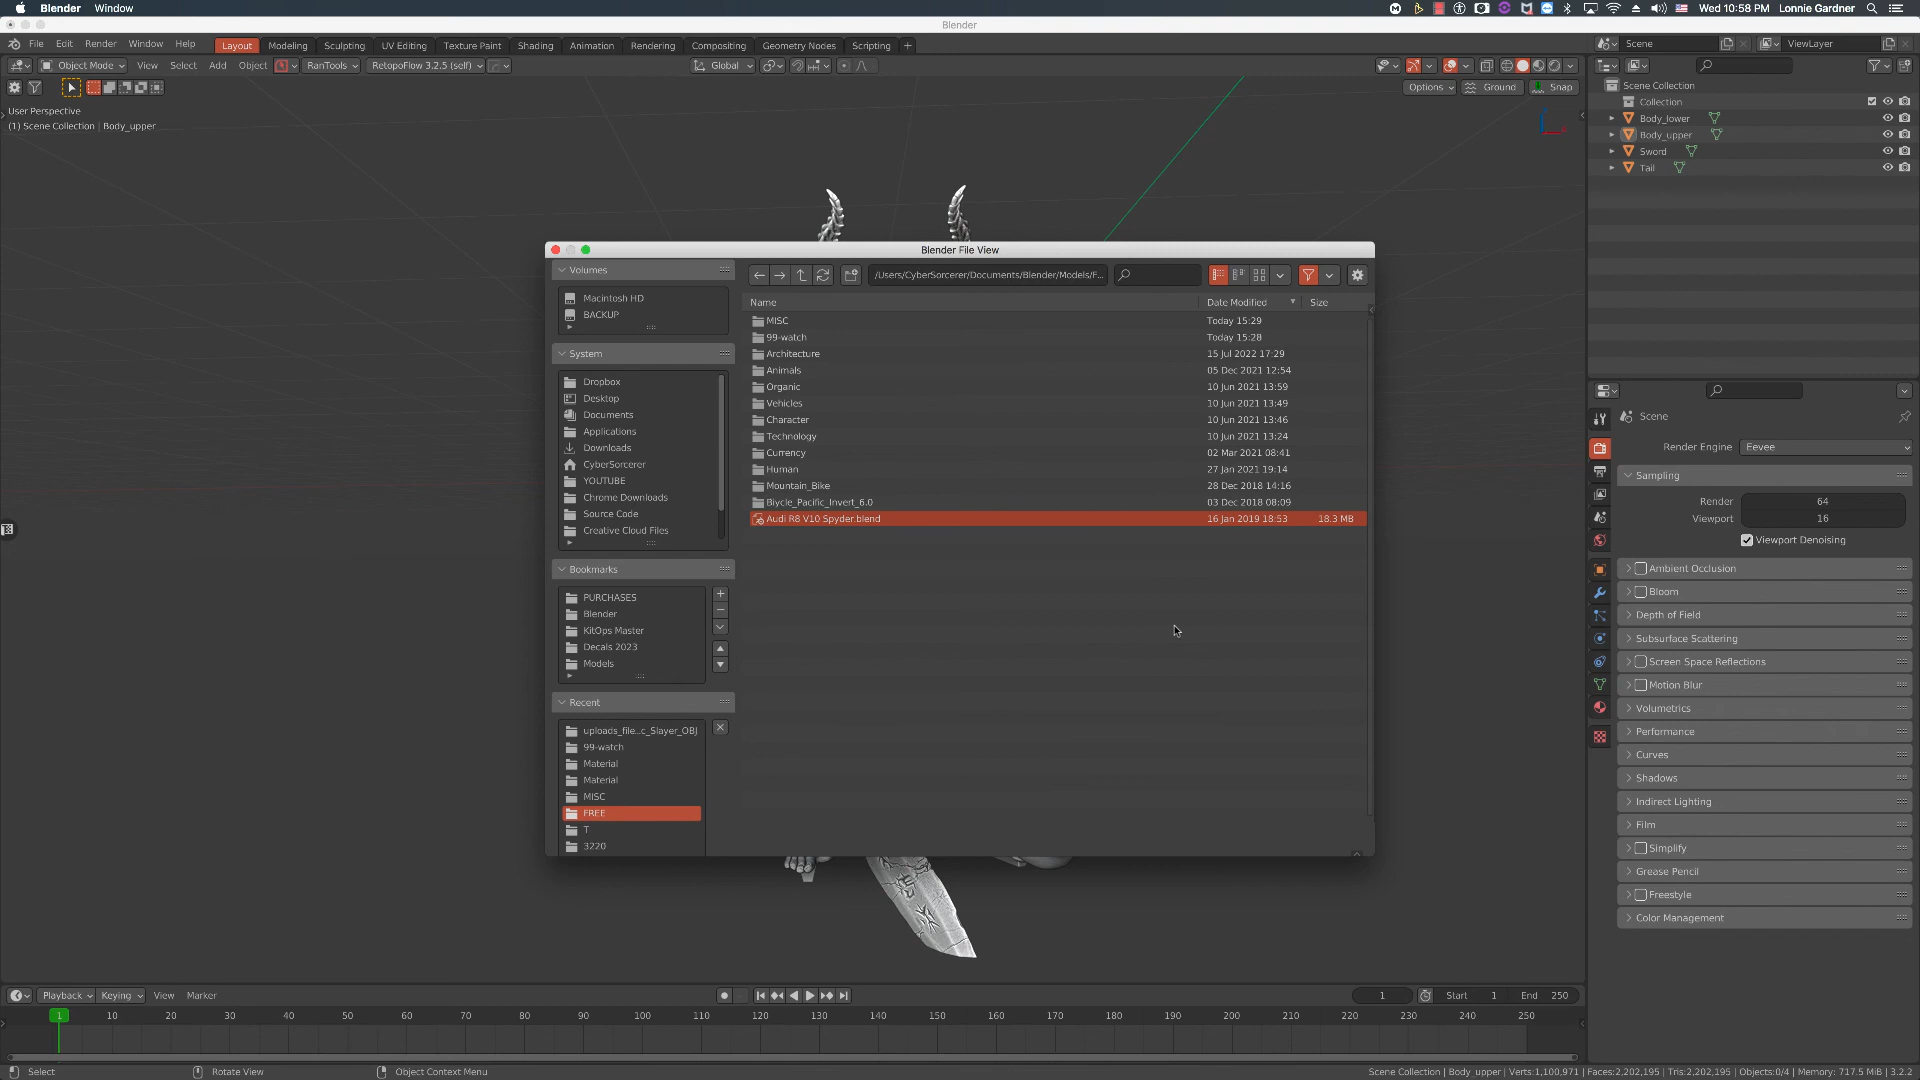 Blender Window
Wed 10:58 PM Lonnie Gardner
Blender
File Edit Render Window Help Layout Modeling Sculpting UV Editing Texture Paint Shading Animation Rendering Compositing Geometry Nodes Scripting +
Scene ViewLayer
Object Mode View Select Add Object RanTools RetopoFlow 3.2.5 (self) Global
Options Ground Snap
User Perspective
(1) Scene Collection | Body_upper
Scene Collection
Collection
Body_lower
Body_upper
Sword
Tail
Blender File View
Volumes
Macintosh HD
BACKUP
System
Dropbox
Desktop
Documents
Applications
Downloads
CyberSorcerer
YOUTUBE
Chrome Downloads
Source Code
Creative Cloud Files
Bookmarks
PURCHASES
Blender
KitOps Master
Decals 2023
Models
Recent
uploads_file...c_Slayer_OBJ
99-watch
Material
Material
MISC
FREE
T
3220
/Users/CyberSorcerer/Documents/Blender/Models/F...
Name Date Modified Size
MISC Today 15:29
99-watch Today 15:28
Architecture 15 Jul 2022 17:29
Animals 05 Dec 2021 12:54
Organic 10 Jun 2021 13:59
Vehicles 10 Jun 2021 13:49
Character 10 Jun 2021 13:46
Technology 10 Jun 2021 13:24
Currency 02 Mar 2021 08:41
Human 27 Jan 2021 19:14
Mountain_Bike 28 Dec 2018 14:16
Biycle_Pacific_Invert_6.0 03 Dec 2018 08:09
Audi R8 V10 Spyder.blend 16 Jan 2019 18:53 18.3 MB
Scene
Render Engine Eevee
Sampling
Render 64
Viewport 16
Viewport Denoising
Ambient Occlusion
Bloom
Depth of Field
Subsurface Scattering
Screen Space Reflections
Motion Blur
Volumetrics
Performance
Curves
Shadows
Indirect Lighting
Film
Simplify
Grease Pencil
Freestyle
Color Management
Playback Keying View Marker
1 Start 1 End 250
1 10 20 30 40 50 60 70 80 90 100 110 120 130 140 150 160 170 180 190 200 210 220 230 240 250
Select Rotate View Object Context Menu
Scene Collection | Body_upper | Verts:1,100,971 | Faces:2,202,195 | Tris:2,202,195 | Objects:0/4 | Memory: 717.5 MiB | 3.2.2